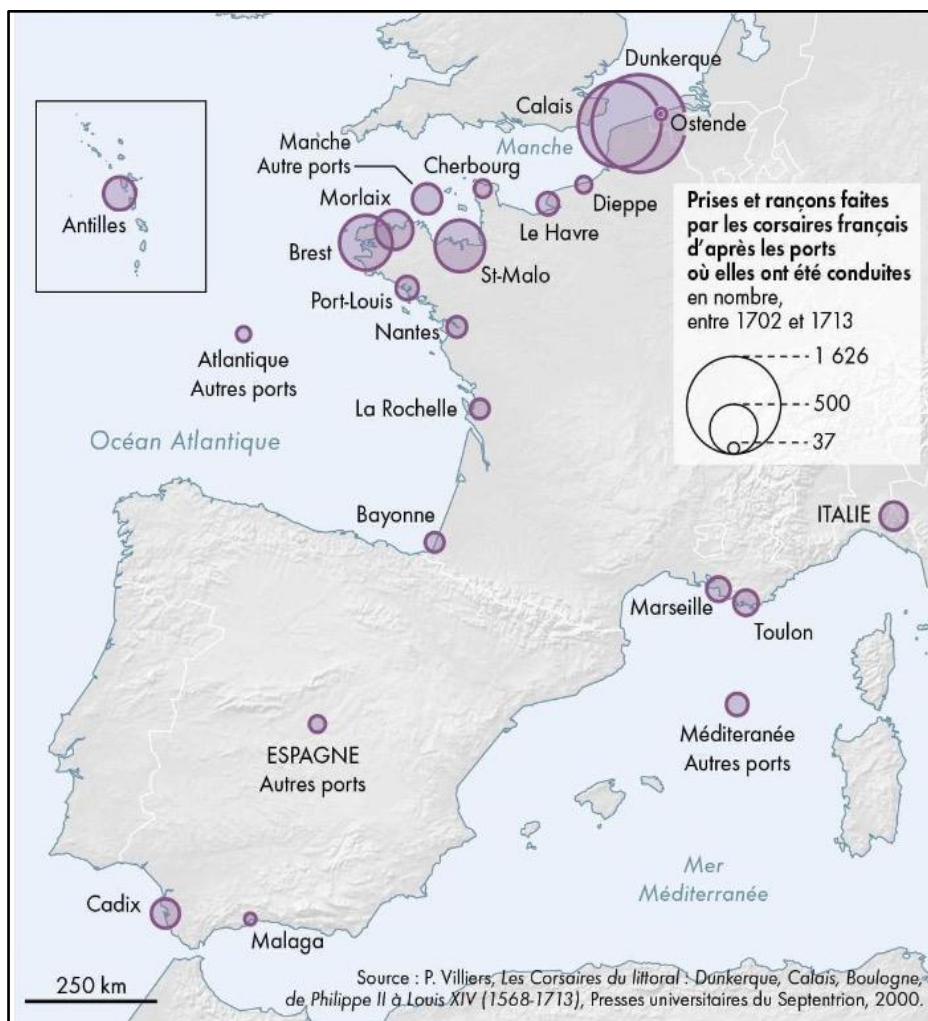 Dunkerque
Calais
Ostende
Manche
Manche
Autre ports
Cherbourg
Dieppe
Le Havre
Morlaix
Brest
St-Malo
Port-Louis
Nantes
Antilles
Atlantique
Autres ports
La Rochelle
Océan Atlantique
Bayonne
Prises et rançons faites
par les corsaires français
d'après les ports
où elles ont été conduites
en nombre,
entre 1702 et 1713
1 626
500
37
ITALIE
Marseille
Toulon
Méditeranée
Autres ports
ESPAGNE
Autres ports
Mer
Méditerranée
Cadix
Malaga
250 km
Source : P. Villiers, Les Corsaires du littoral : Dunkerque, Calais, Boulogne,
de Philippe II à Louis XIV (1568-1713), Presses universitaires du Septentrion, 2000.